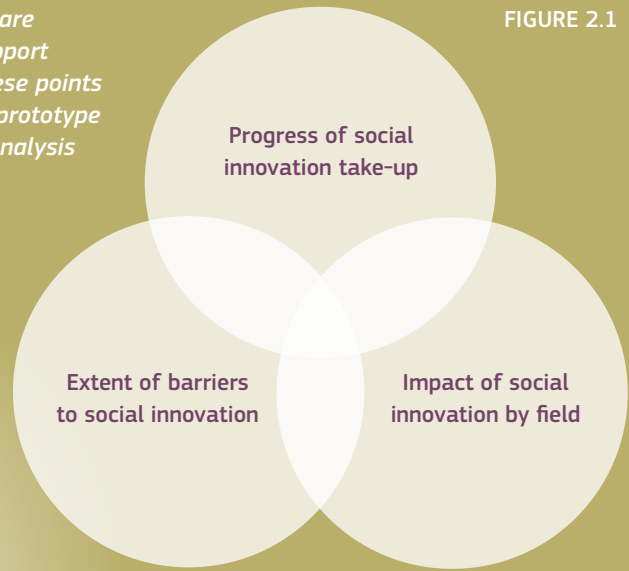 are
pport
ese points
prototype
nalysis
FIGURE 2.1
Progress of social
innovation take-up
Extent of barriers
to social innovation
Impact of social
innovation by field